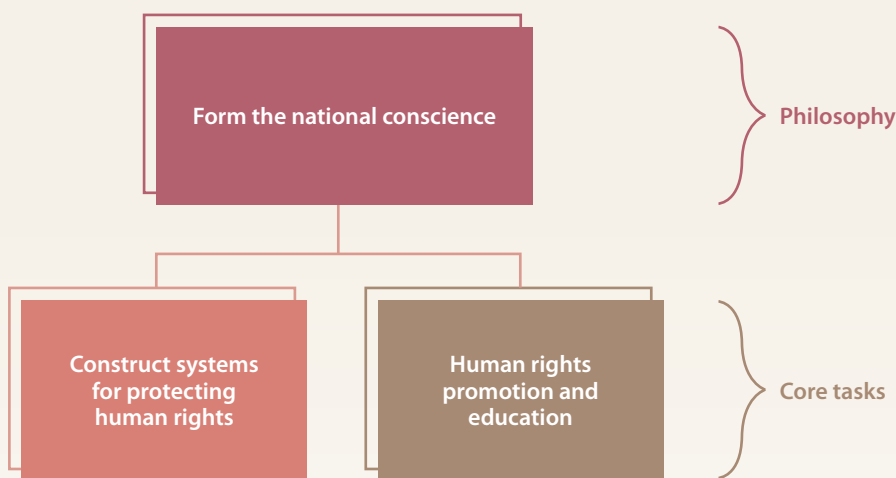 Form the national conscience
Philosophy
Construct systems
for protecting
human rights
Human rights
promotion and
education
Core tasks